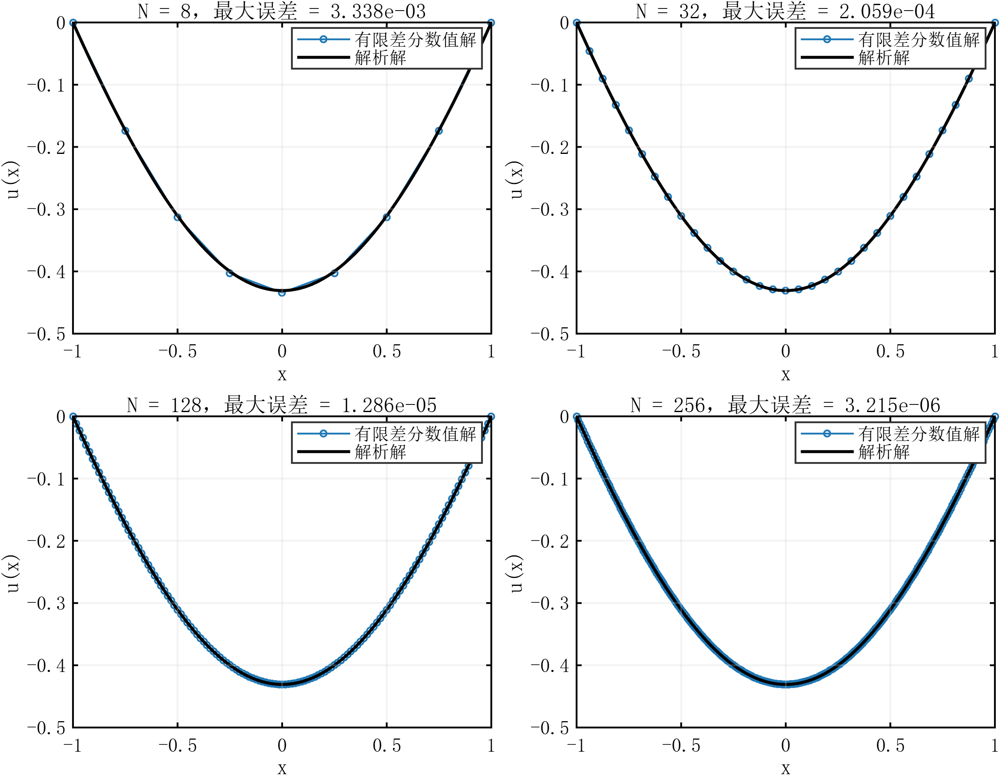 N = 8, 最大误差 = 3.338e-03
0
-0.1
-0.2
-0.3
-0.4
-0.5
u(x)
有限差分数值解
解析解
-1
-0.5
0
0.5
1
x
N = 32, 最大误差 = 2.059e-04
0
-0.1
-0.2
-0.3
-0.4
-0.5
u(x)
有限差分数值解
解析解
-1
-0.5
0
0.5
1
x
N = 128, 最大误差 = 1.286e-05
0
-0.1
-0.2
-0.3
-0.4
-0.5
u(x)
有限差分数值解
解析解
-1
-0.5
0
0.5
1
x
N = 256, 最大误差 = 3.215e-06
0
-0.1
-0.2
-0.3
-0.4
-0.5
u(x)
有限差分数值解
解析解
-1
-0.5
0
0.5
1
x